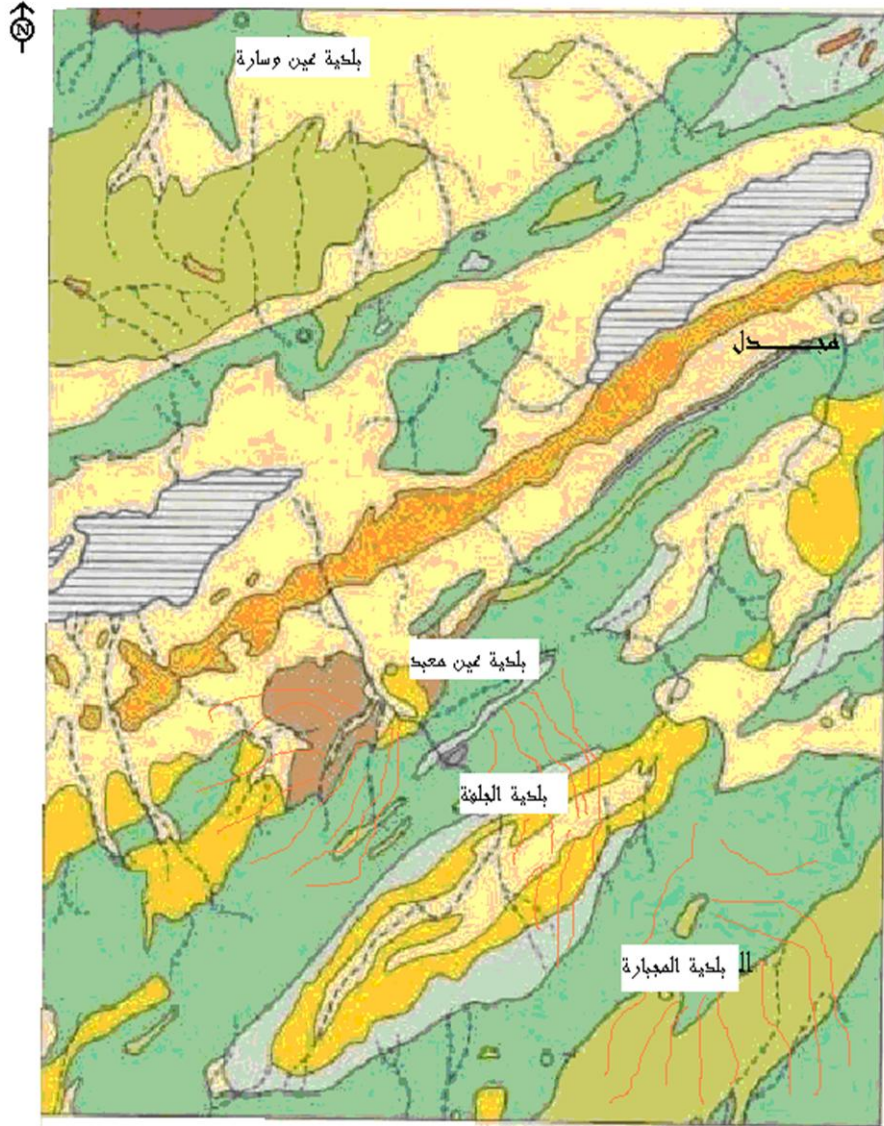 N
بلدية عين وسارة
مجدل
بلدية عين معبد
بلدية الجلفة
بلدية المجبارة